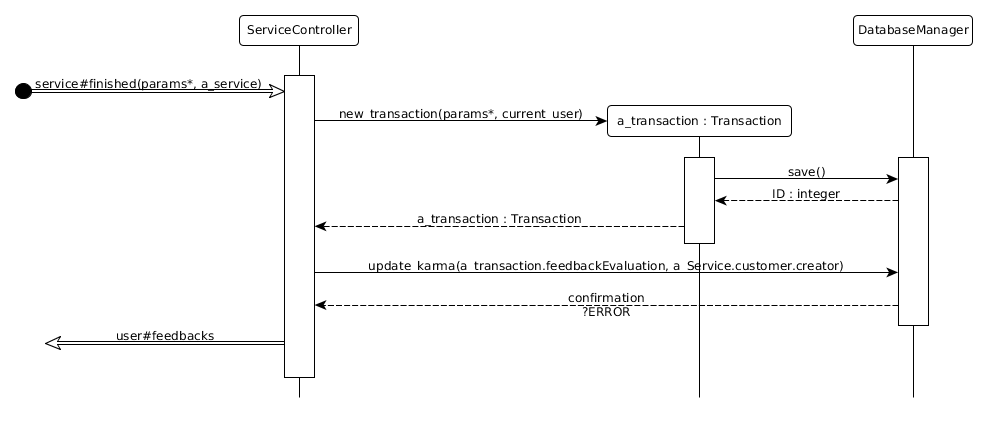 ServiceController
DatabaseManager
service#finished(params*, a_service)
new_transaction(params*, current_user)
a_transaction : Transaction
save()
ID : integer
a_transaction : Transaction
update_karma(a_transaction.feedbackEvaluation, a_Service.customer.creator)
confirmation
?ERROR
user#feedbacks